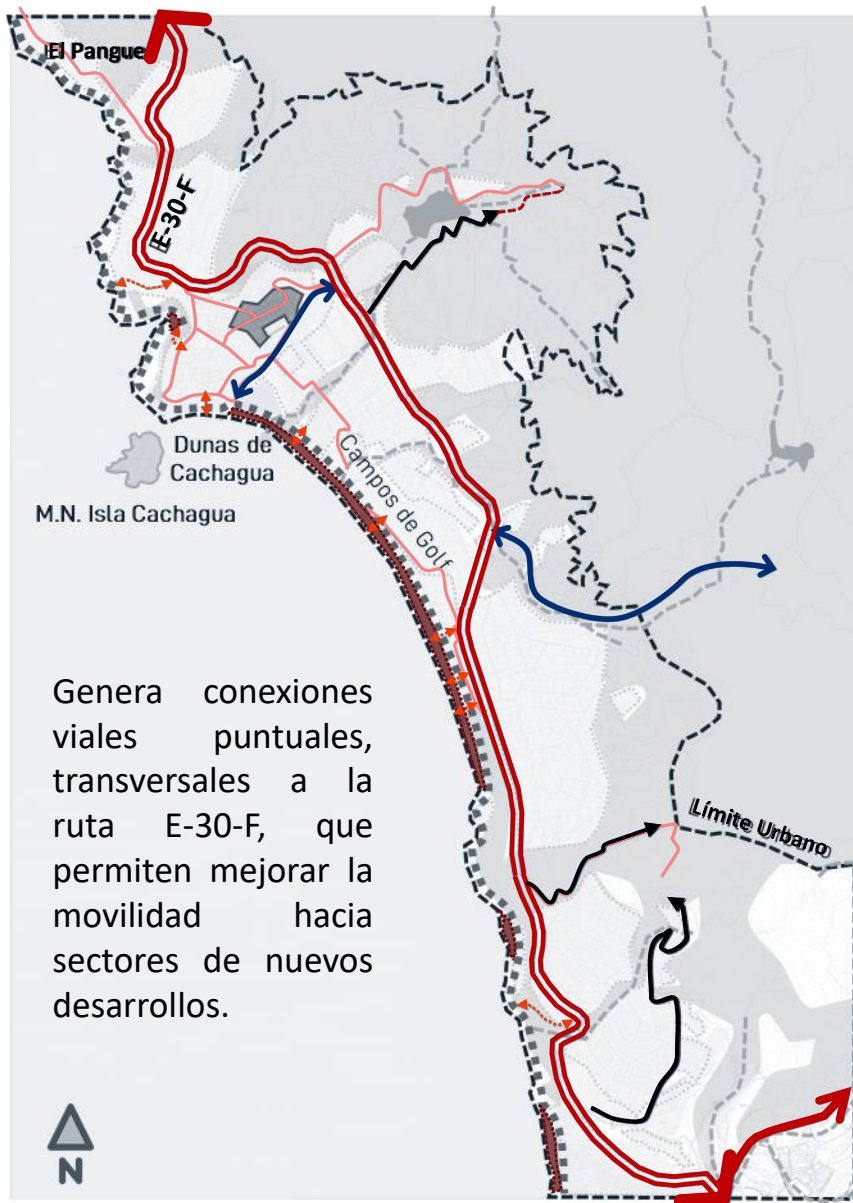 El Pangue
E-30-F
Dunas de
Cachagua
M.N. Isla Cachagua
Campos de Golf
Genera conexiones
viales puntuales,
transversales a la
ruta E-30-F, que
permiten mejorar la
movilidad hacia
sectores de nuevos
desarrollos.
Límite Urbano
N